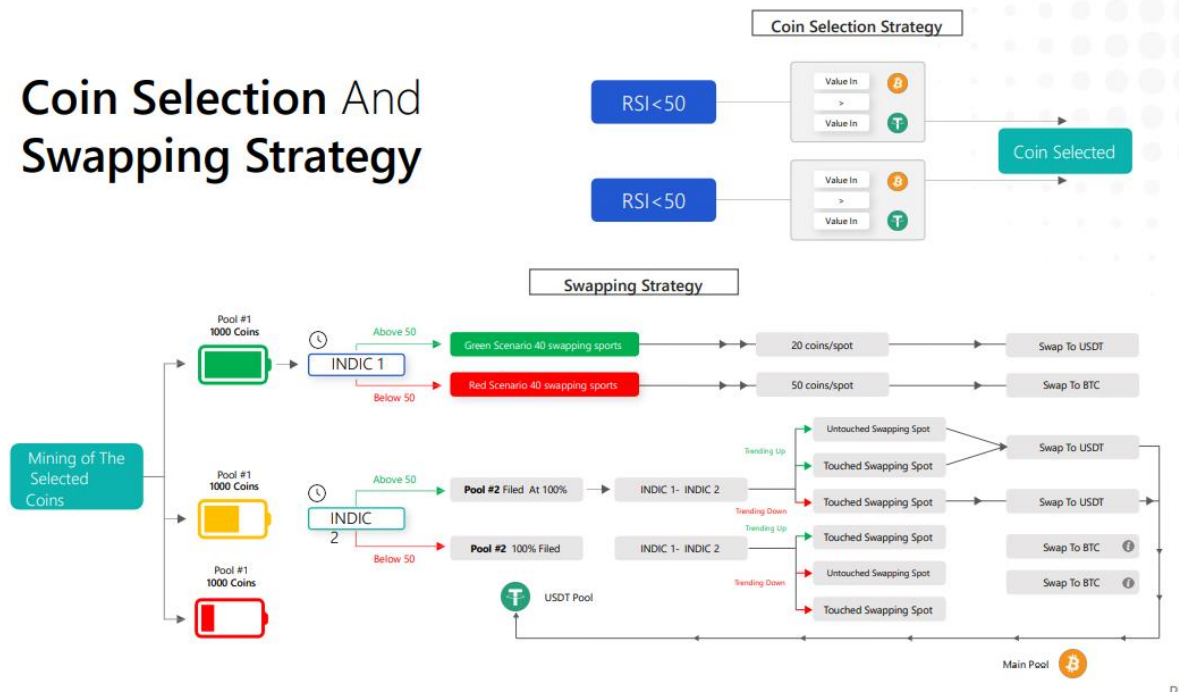 Coin Selection And
Swapping Strategy
Coin Selection Strategy
RSI<50
Value In
>
Value In
Coin Selected
RSI<50
Value In
>
Value In
Swapping Strategy
Pool #1
1000 Coins
INDIC 1
Above 50
Below 50
Green Scenario 40 swapping sports
20 coins/spot
Swap To USDT
Red Scenario 40 swapping sports
50 coins/spot
Swap To BTC
Mining of The
Selected
Coins
Pool #1
1000 Coins
INDIC
2
Above 50
Below 50
Pool #2 Filed At 100%
INDIC 1- INDIC 2
Trending Up
Trending Down
Untouched Swapping Spot
Touched Swapping Spot
Touched Swapping Spot
Swap To USDT
Swap To USDT
Pool #2 100% Filed
INDIC 1- INDIC 2
Trending Up
Trending Down
Touched Swapping Spot
Untouched Swapping Spot
Touched Swapping Spot
Swap To BTC
Swap To BTC
Pool #1
1000 Coins
USDT Pool
Main Pool